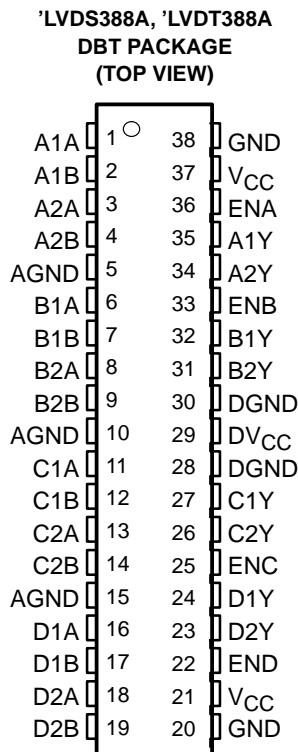 'LVDS388A, 'LVDT388A
DBT PACKAGE
(TOP VIEW)
A1A 1 38 GND
A1B 2 37 VCC
A2A 3 36 ENA
A2B 4 35 A1Y
AGND 5 34 A2Y
B1A 6 33 ENB
B1B 7 32 B1Y
B2A 8 31 B2Y
B2B 9 30 DGND
AGND 10 29 DVCC
C1A 11 28 DGND
C1B 12 27 C1Y
C2A 13 26 C2Y
C2B 14 25 ENC
AGND 15 24 D1Y
D1A 16 23 D2Y
D1B 17 22 END
D2A 18 21 VCC
D2B 19 20 GND